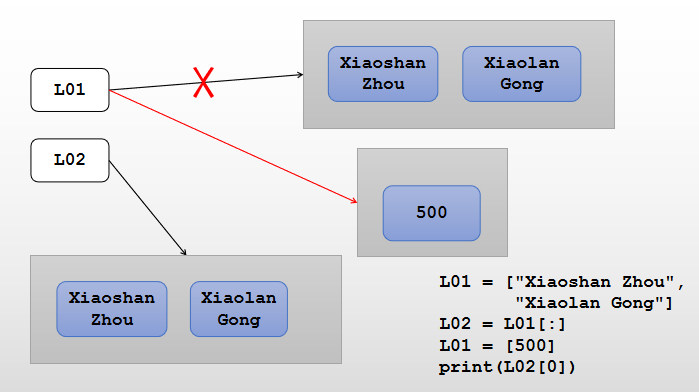 L01
Xiaoshan
Zhou
Xiaolan
Gong
L02
500
Xiaoshan
Zhou
Xiaolan
Gong
L01 = ["Xiaoshan Zhou",
"Xiaolan Gong"]
L02 = L01[:]
L01 = [500]
print(L02[0])